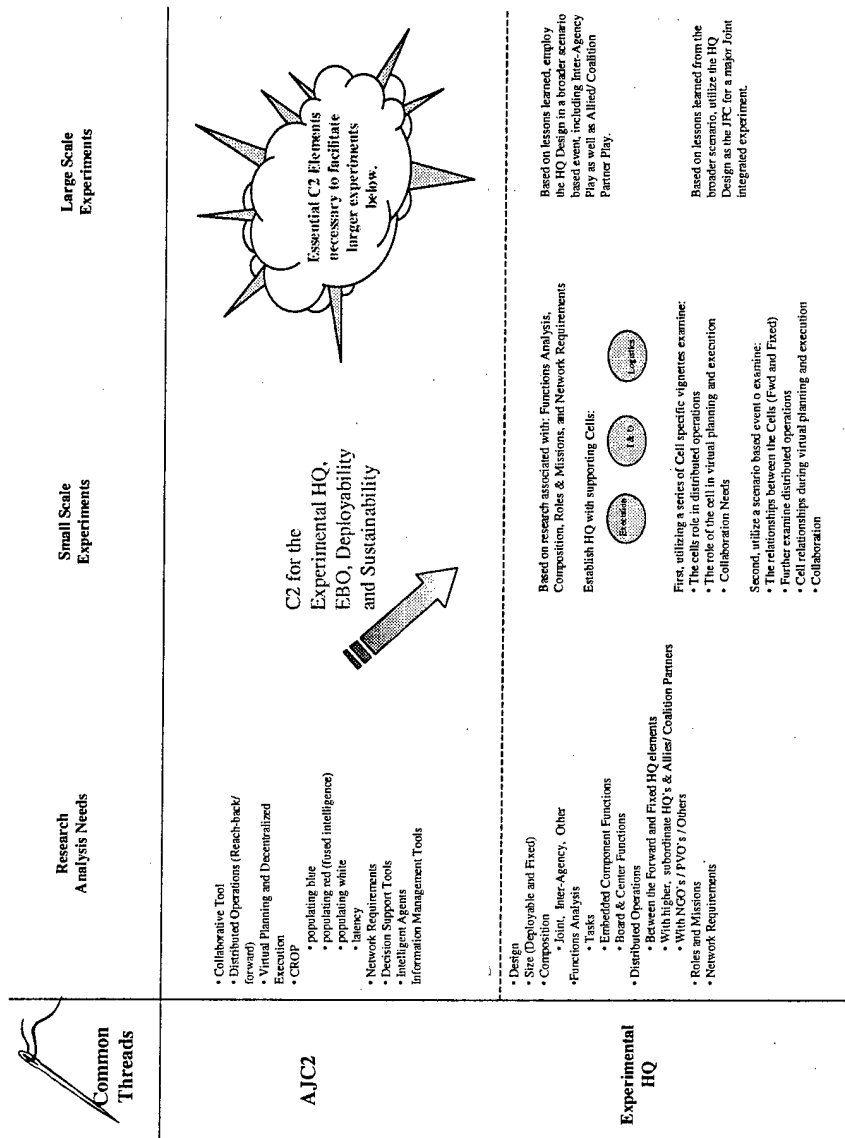 Common
Threads
Research
Analysis Needs
Small Scale
Experiments
Large Scale
Experiments
AJC2
• Collaborative Tool
• Distributed Operations (Reach-back/
forward)
• Virtual Planning and Decentralized
Execution
• CROP
• populating blue
• populating red (fused intelligence)
• populating white
• latency
• Network Requirements
• Decision Support Tools
• Intelligent Agents
Information Management Tools
C2 for the
Experimental HQ,
EBO, Deployability
and Sustainability
Essential C2 Elements
necessary to facilitate
larger experiments
below.
Experimental
HQ
• Design
• Size (Deployable and Fixed)
• Composition
• Joint, Inter-Agency, Other
•Functions Analysis
• Tasks
• Embedded Component Functions
• Board & Center Functions
• Distributed Operations
• Between the Forward and Fixed HQ elements
• With higher, subordinate HQ's & Allies/ Coalition Partners
• With NGO's / PVO's / Others
• Roles and Missions
• Network Requirements
Based on research associated with: Functions Analysis,
Composition, Roles & Missions, and Network Requirements
Establish HQ with supporting Cells:
Execution
I & O
Logistics
First, utilizing a series of Cell specific vignettes examine:
• The cells role in distributed operations
• The role of the cell in virtual planning and execution
• Collaboration Needs
Second, utilize a scenario based event o examine:
• The relationships between the Cells (Fwd and Fixed)
• Further examine distributed operations
• Cell relationships during virtual planning and execution
• Collaboration
Based on lessons learned, employ
the HQ Design in a broader scenario
based event, including Inter-Agency
Play as well as Allied/ Coalition
Partner Play.
Based on lessons learned from the
broader scenario, utilize the HQ
Design as the JFC for a major Joint
integrated experiment.